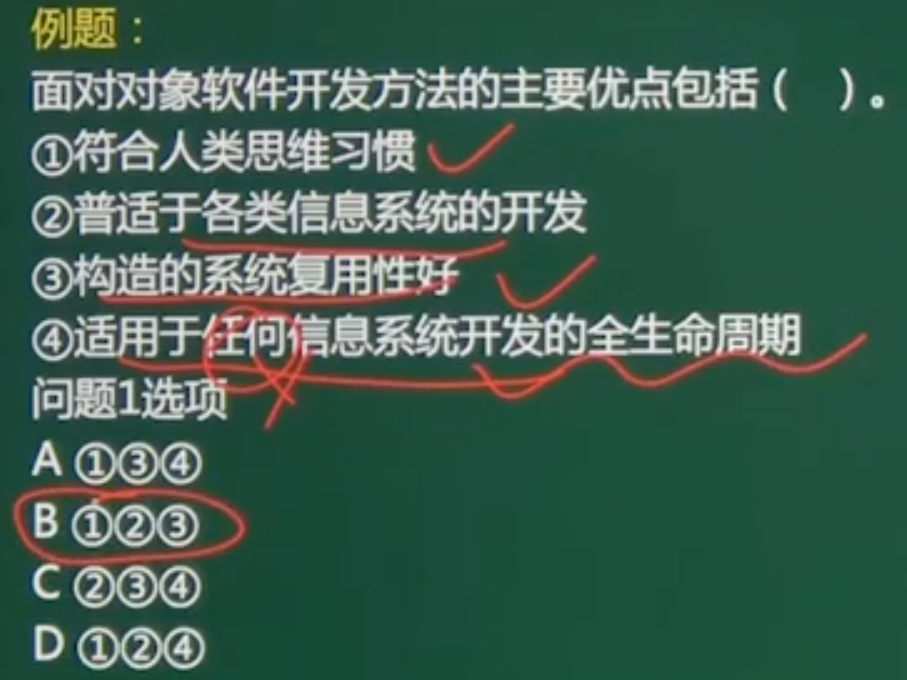 例题：
面对对象软件开发方法的主要优点包括（ ）。
①符合人类思维习惯
②普适于各类信息系统的开发
③构造的系统复用性好
④适用于任何信息系统开发的全生命周期
问题1选项
A ①③④
B ①②③
C ②③④
D ①②④